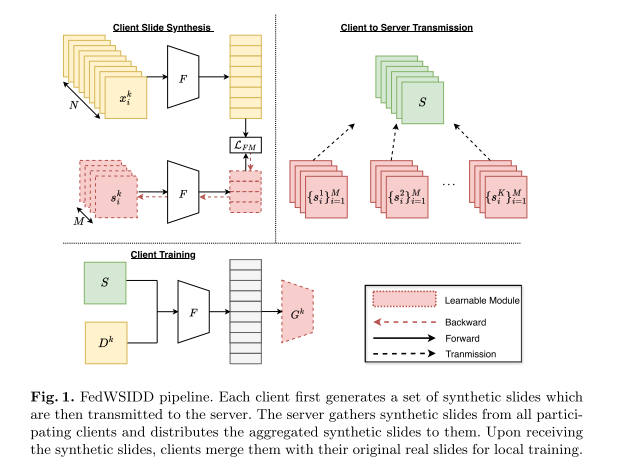 Client Slide Synthesis
Client to Server Transmission
x_i^k
N
F
S
L_{FM}
s_i^k
M
F
{s_i^1}_{i=1}^M
{s_i^2}_{i=1}^M
...
{s_i^K}_{i=1}^M
Client Training
S
D^k
F
G^k
Learnable Module
Backward
Forward
Tranmission
Fig. 1. FedWSIDD pipeline. Each client first generates a set of synthetic slides which
are then transmitted to the server. The server gathers synthetic slides from all partici-
pating clients and distributes the aggregated synthetic slides to them. Upon receiving
the synthetic slides, clients merge them with their original real slides for local training.